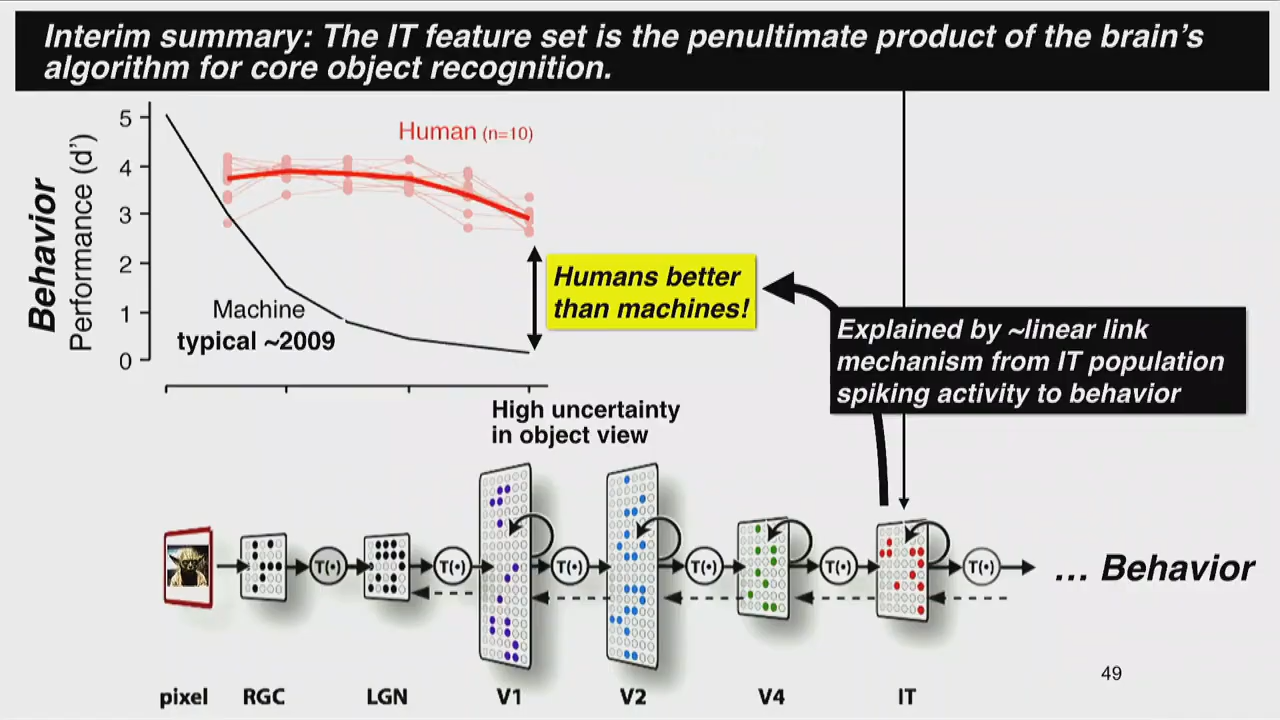 Interim summary: The IT feature set is the penultimate product of the brain's
algorithm for core object recognition.
Behavior
Performance (d')
5
4
3
2
1
0
Human (n=10)
Machine
typical ~2009
Humans better
than machines!
Explained by ~linear link
mechanism from IT population
spiking activity to behavior
High uncertainty
in object view
T(•)
T(•)
T(•)
T(•)
T(•)
T(•)
... Behavior
pixel
RGC
LGN
V1
V2
V4
IT
49